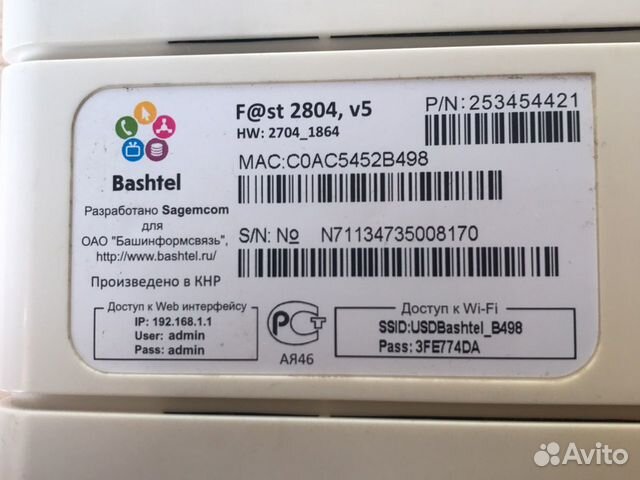 F@st 2804, v5
HW: 2704_1864
P/N: 253454421
MAC:C0AC5452B498
Bashtel
Разработано Sagemcom
для
ОАО "Башинформсвязь",
http://www.bashtel.ru/
Произведено в КНР
S/N: № N71134735008170
Доступ к Web интерфейсу
IP: 192.168.1.1
User: admin
Pass: admin
РСТ
АЯ46
Доступ к Wi-Fi
SSID:USDBashtel_B498
Pass: 3FE774DA
Avito